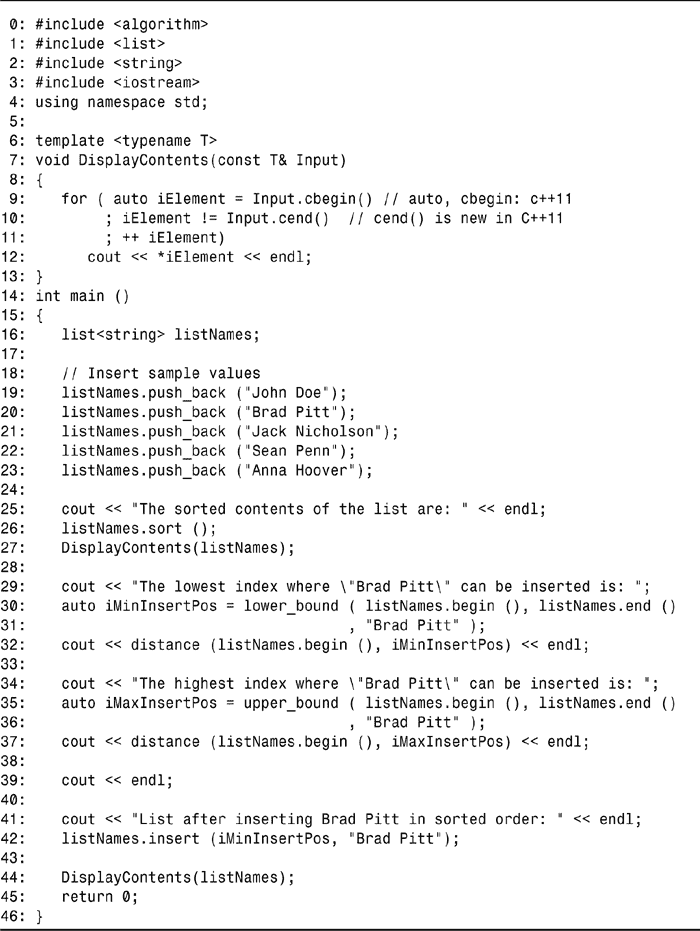 0: #include <algorithm>
1: #include <list>
2: #include <string>
3: #include <iostream>
4: using namespace std;
5:
6: template <typename T>
7: void DisplayContents(const T& Input)
8: {
9:    for ( auto iElement = Input.cbegin() // auto, cbegin: c++11
10:         ; iElement != Input.cend()  // cend() is new in C++11
11:         ; ++ iElement)
12:       cout << *iElement << endl;
13: }
14: int main ()
15: {
16:    list<string> listNames;
17:
18:    // Insert sample values
19:    listNames.push_back ("John Doe");
20:    listNames.push_back ("Brad Pitt");
21:    listNames.push_back ("Jack Nicholson");
22:    listNames.push_back ("Sean Penn");
23:    listNames.push_back ("Anna Hoover");
24:
25:    cout << "The sorted contents of the list are: " << endl;
26:    listNames.sort ();
27:    DisplayContents(listNames);
28:
29:    cout << "The lowest index where \"Brad Pitt\" can be inserted is: ";
30:    auto iMinInsertPos = lower_bound ( listNames.begin (), listNames.end ()
31:                                     , "Brad Pitt" );
32:    cout << distance (listNames.begin (), iMinInsertPos) << endl;
33:
34:    cout << "The highest index where \"Brad Pitt\" can be inserted is: ";
35:    auto iMaxInsertPos = upper_bound ( listNames.begin (), listNames.end ()
36:                                     , "Brad Pitt" );
37:    cout << distance (listNames.begin (), iMaxInsertPos) << endl;
38:
39:    cout << endl;
40:
41:    cout << "List after inserting Brad Pitt in sorted order: " << endl;
42:    listNames.insert (iMinInsertPos, "Brad Pitt");
43:
44:    DisplayContents(listNames);
45:    return 0;
46: }